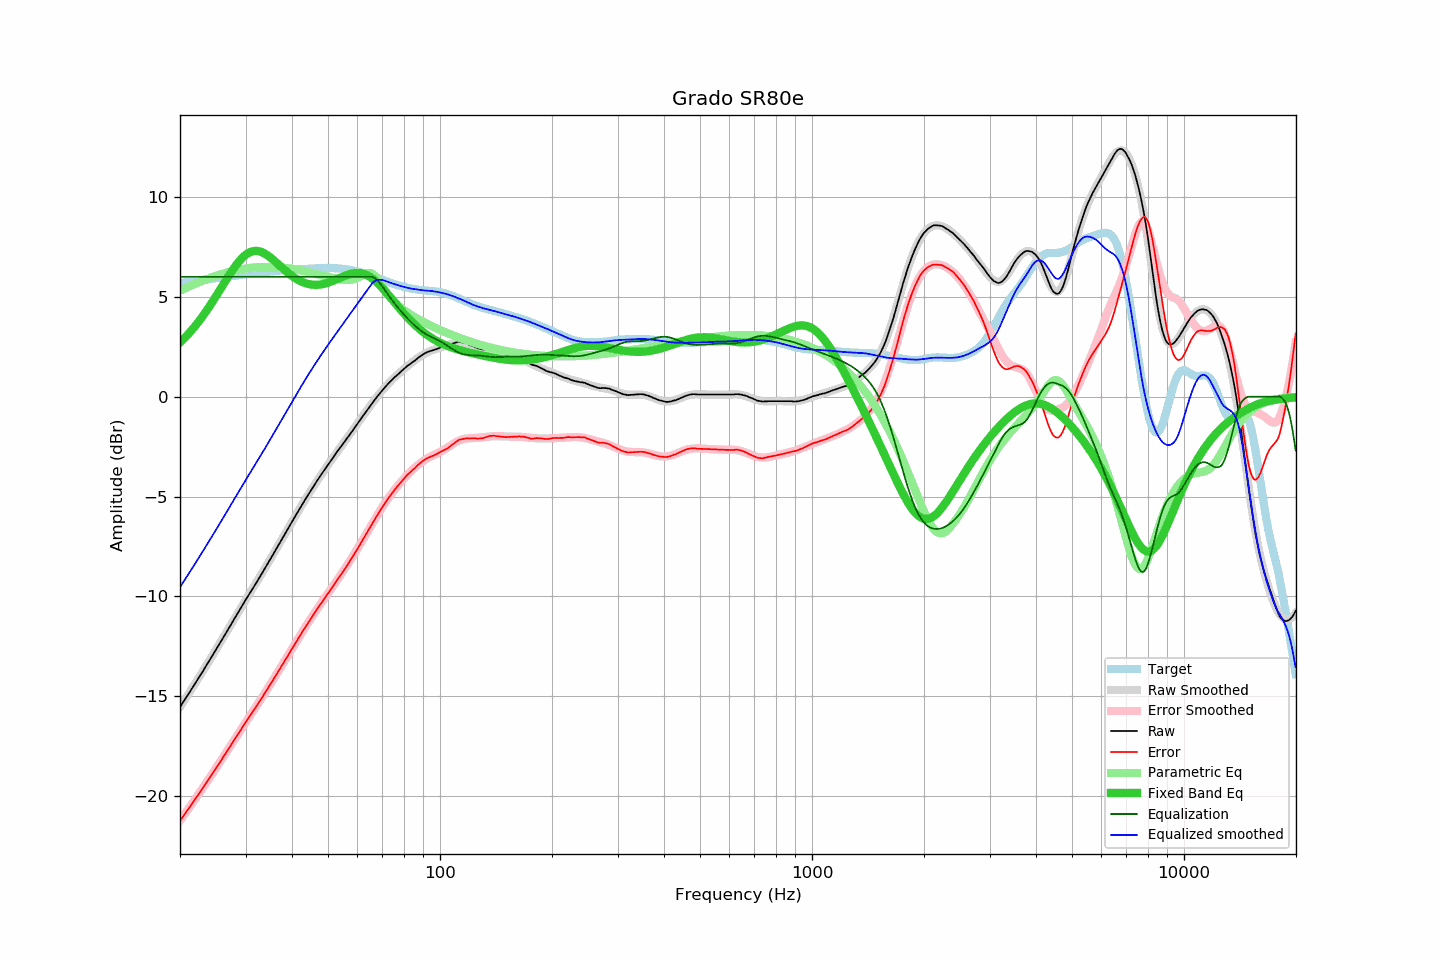 Grado SR80e
Amplitude (dBr)
10
5
0
−5
−10
−15
−20
100
1000
10000
Frequency (Hz)
Target
Raw Smoothed
Error Smoothed
Raw
Error
Parametric Eq
Fixed Band Eq
Equalization
Equalized smoothed